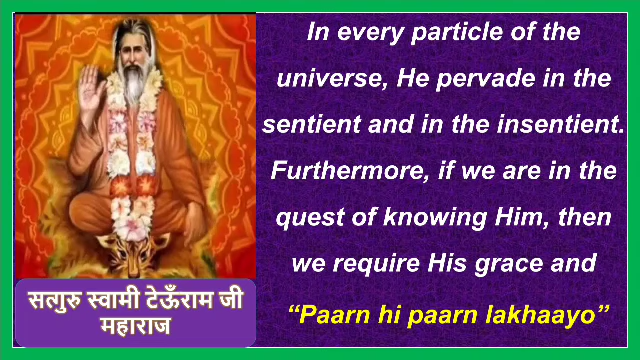 In every particle of the
universe, He pervade in the
sentient and in the insentient.
Furthermore, if we are in the
quest of knowing Him, then
we require His grace and
“Paarn hi paarn lakhaayo”
सत्गुरु स्वामी टेऊँराम जी
महाराज